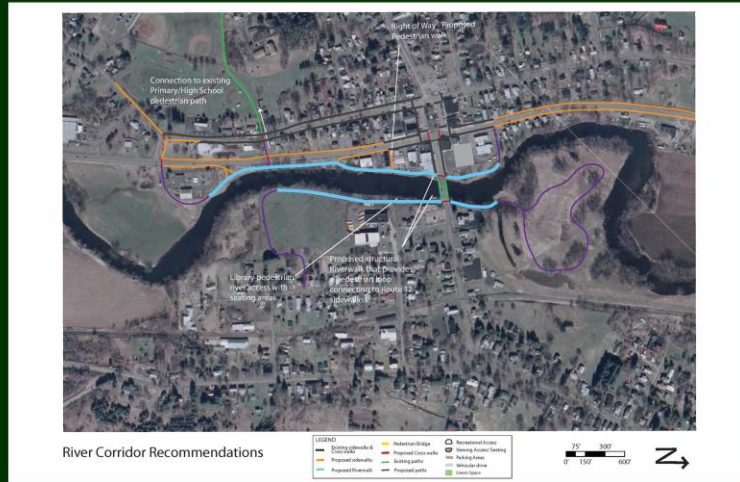 Right of Way - Proposed
Pedestrian walk
Connection to existing
Primary/High School
pedestrian path
Library pedestrian
river access with
seating areas
Proposed structural
Riverwalk that provides
a pedestrian loop
connecting to Route 12
sidewalks
River Corridor Recommendations
LEGEND
Existing sidewalks &
Cross walks
Proposed sidewalks
Proposed Riverwalk
Pedestrian Bridge
Proposed Cross walks
Existing paths
Proposed paths
Recreational Access
Viewing Access/ Seating
Parking Areas
Vehicular drive
Green Space
75' 300'
0' 150' 600'
N